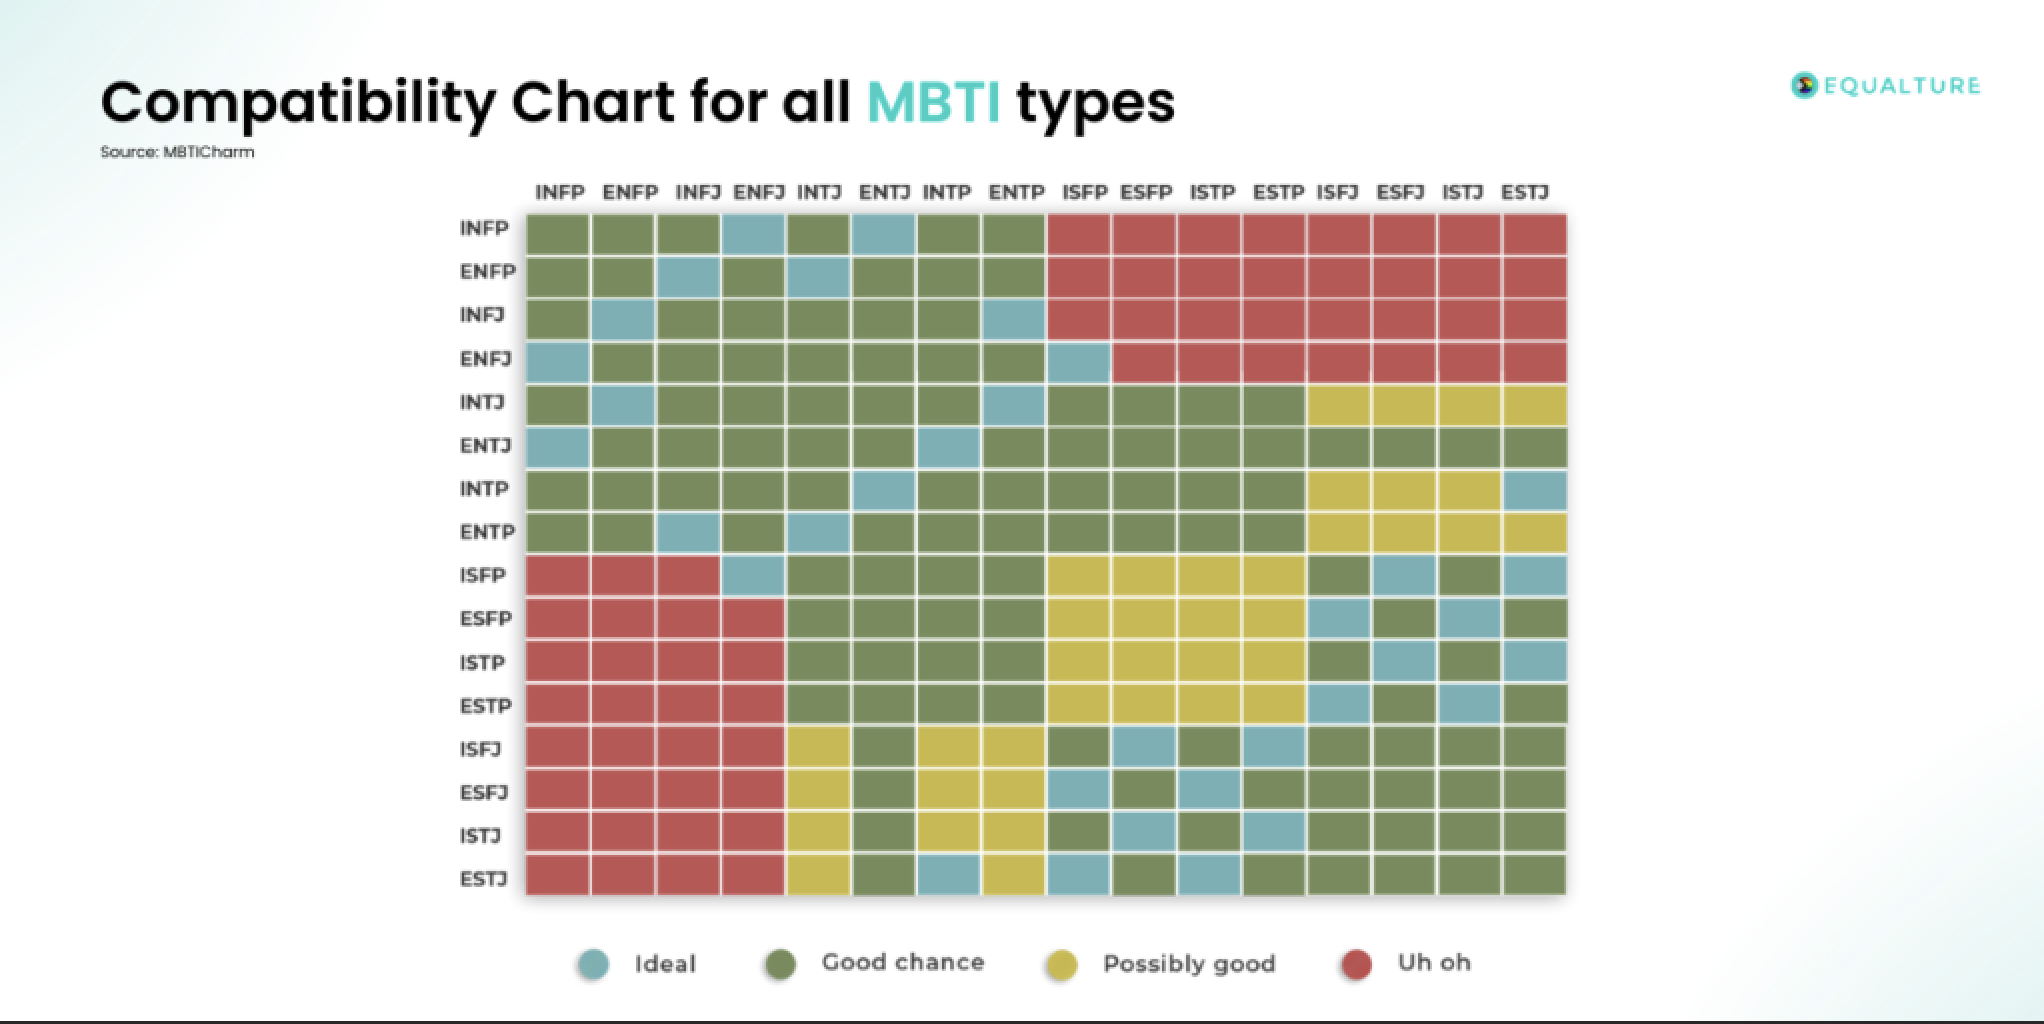 Compatibility Chart for all MBTI types
EQUALTURE
Source: MBTICharm
INFP ENFP INFJ ENFJ INTJ ENTJ INTP ENTP ISFP ESFP ISTP ESTP ISFJ ESFJ ISTJ ESTJ
INFP
ENFP
INFJ
ENFJ
INTJ
ENTJ
INTP
ENTP
ISFP
ESFP
ISTP
ESTP
ISFJ
ESFJ
ISTJ
ESTJ
Ideal Good chance Possibly good Uh oh